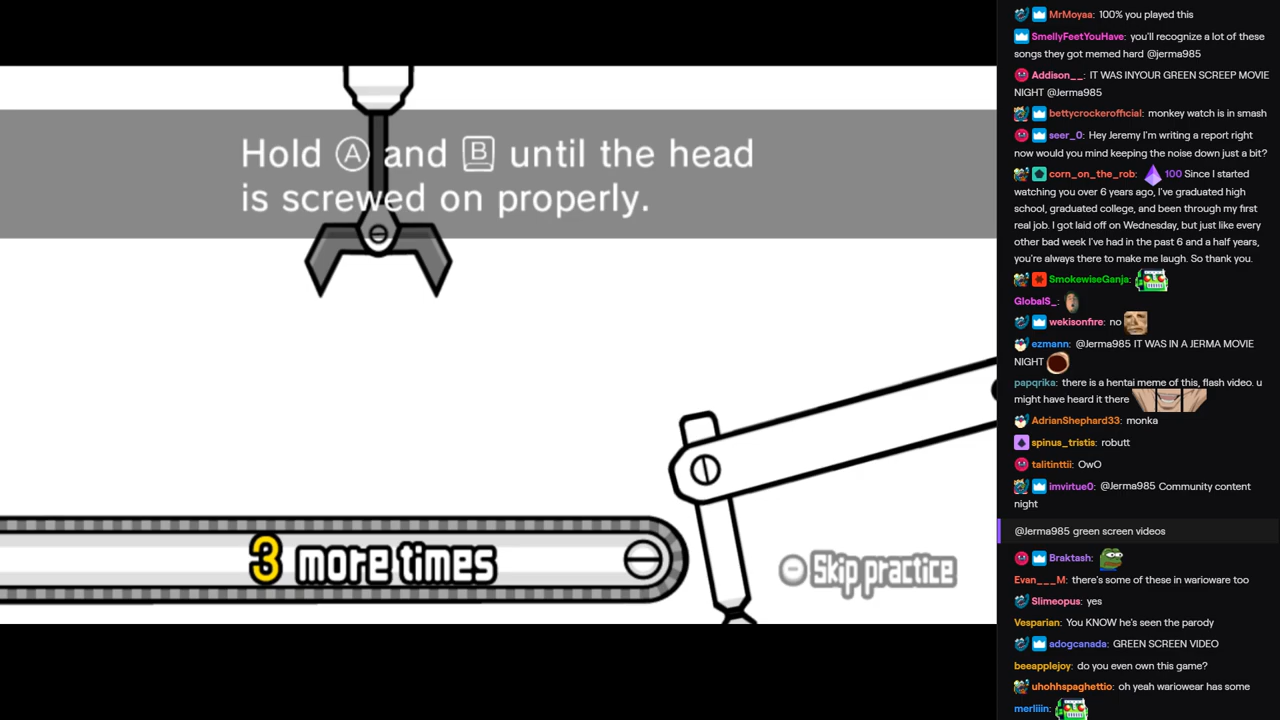 Hold Ⓐ and B until the head
is screwed on properly.
3 more times
Skip practice
MrMoyaa: 100% you played this
SmellyFeetYouHave: you'll recognize a lot of these
songs they got memed hard @jerma985
Addison__: IT WAS INYOUR GREEN SCREEP MOVIE
NIGHT @Jerma985
bettycrockerofficial: monkey watch is in smash
seer_0: Hey Jeremy I'm writing a report right
now would you mind keeping the noise down just a bit?
corn_on_the_rob: 100 Since I started
watching you over 6 years ago, I've graduated high
school, graduated college, and been through my first
real job. I got laid off on Wednesday, but just like every
other bad week I've had in the past 6 and a half years,
you're always there to make me laugh. So thank you.
SmokewiseGanja:
GlobalS_:
wekisonfire: no
ezmann: @Jerma985 IT WAS IN A JERMA MOVIE
NIGHT
papqrika: there is a hentai meme of this, flash video. u
might have heard it there
AdrianShephard33: monka
spinus_tristis: robutt
talitinttii: OwO
imvirtue0: @Jerma985 Community content
night
@Jerma985 green screen videos
Braktash:
Evan___M: there's some of these in warioware too
Slimeopus: yes
Vesparian: You KNOW he's seen the parody
adogcanada: GREEN SCREEN VIDEO
beeapplejoy: do you even own this game?
uhohhspaghettio: oh yeah wariowear has some
merliiin: